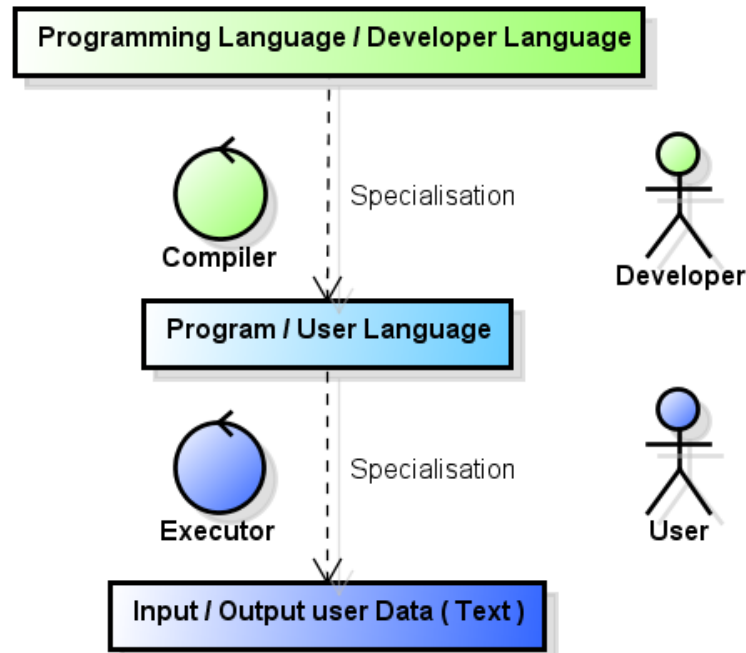 Programming Language / Developer Language
Specialisation
Compiler
Developer
Program / User Language
Specialisation
Executor
User
Input / Output user Data ( Text )